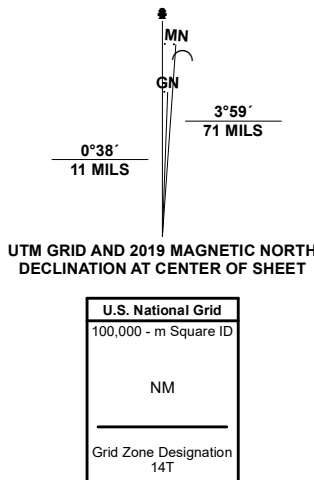 MN
GN
3°59´
71 MILS
0°38´
11 MILS
UTM GRID AND 2019 MAGNETIC NORTH
DECLINATION AT CENTER OF SHEET
U.S. National Grid
100,000 - m Square ID
NM
Grid Zone Designation
14T